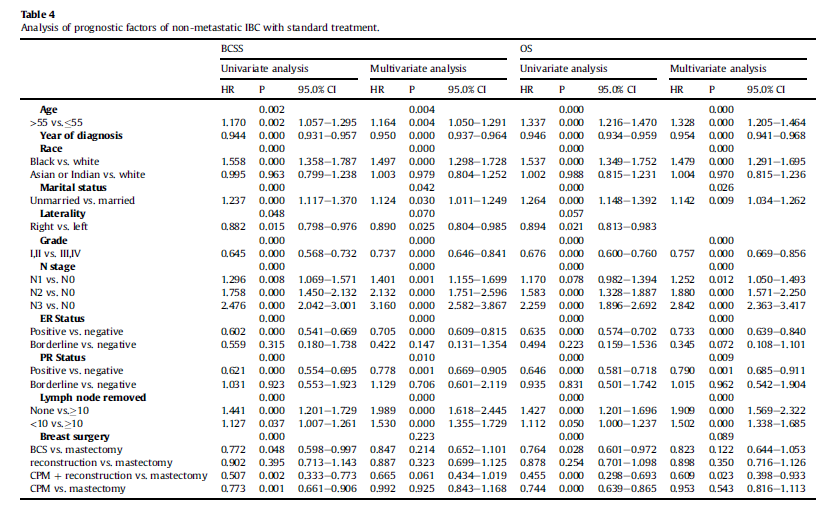 Table 4
Analysis of prognostic factors of non-metastatic IBC with standard treatment.
BCSS OS
Univariate analysis Multivariate analysis Univariate analysis Multivariate analysis
HR P 95.0% CI HR P 95.0% CI HR P 95.0% CI HR P 95.0% CI
Age 0.002 0.004 0.000 0.000
>55 vs.≤55 1.170 0.002 1.057–1.295 1.164 0.004 1.050–1.291 1.337 0.000 1.216–1.470 1.328 0.000 1.205–1.464
Year of diagnosis 0.944 0.000 0.931–0.957 0.950 0.000 0.937–0.964 0.946 0.000 0.934–0.959 0.954 0.000 0.941–0.968
Race 0.000 0.000 0.000 0.000
Black vs. white 1.558 0.000 1.358–1.787 1.497 0.000 1.298–1.728 1.537 0.000 1.349–1.752 1.479 0.000 1.291–1.695
Asian or Indian vs. white 0.995 0.963 0.799–1.238 1.003 0.979 0.804–1.252 1.002 0.988 0.815–1.231 1.004 0.970 0.815–1.236
Marital status 0.000 0.042 0.000 0.026
Unmarried vs. married 1.237 0.000 1.117–1.370 1.124 0.030 1.011–1.249 1.264 0.000 1.148–1.392 1.142 0.009 1.034–1.262
Laterality 0.048 0.070 0.057
Right vs. left 0.882 0.015 0.798–0.976 0.890 0.025 0.804–0.985 0.894 0.021 0.813–0.983
Grade 0.000 0.000 0.000 0.000
I,II vs. III,IV 0.645 0.000 0.568–0.732 0.737 0.000 0.646–0.841 0.676 0.000 0.600–0.760 0.757 0.000 0.669–0.856
N stage 0.000 0.000 0.000 0.000
N1 vs. N0 1.296 0.008 1.069–1.571 1.401 0.001 1.155–1.699 1.170 0.078 0.982–1.394 1.252 0.012 1.050–1.493
N2 vs. N0 1.758 0.000 1.450–2.132 2.132 0.000 1.751–2.596 1.583 0.000 1.328–1.887 1.880 0.000 1.571–2.250
N3 vs. N0 2.476 0.000 2.042–3.001 3.160 0.000 2.582–3.867 2.259 0.000 1.896–2.692 2.842 0.000 2.363–3.417
ER Status 0.000 0.000 0.000 0.000
Positive vs. negative 0.602 0.000 0.541–0.669 0.705 0.000 0.609–0.815 0.635 0.000 0.574–0.702 0.733 0.000 0.639–0.840
Borderline vs. negative 0.559 0.315 0.180–1.738 0.422 0.147 0.131–1.354 0.494 0.223 0.159–1.536 0.345 0.072 0.108–1.101
PR Status 0.000 0.010 0.000 0.009
Positive vs. negative 0.621 0.000 0.554–0.695 0.778 0.001 0.669–0.905 0.646 0.000 0.581–0.718 0.790 0.001 0.685–0.911
Borderline vs. negative 1.031 0.923 0.553–1.923 1.129 0.706 0.601–2.119 0.935 0.831 0.501–1.742 1.015 0.962 0.542–1.904
Lymph node removed 0.000 0.000 0.000 0.000
None vs.≥10 1.441 0.000 1.201–1.729 1.989 0.000 1.618–2.445 1.427 0.000 1.201–1.696 1.909 0.000 1.569–2.322
<10 vs.≥10 1.127 0.037 1.007–1.261 1.530 0.000 1.355–1.729 1.112 0.050 1.000–1.237 1.502 0.000 1.338–1.685
Breast surgery 0.000 0.223 0.000 0.089
BCS vs. mastectomy 0.772 0.048 0.598–0.997 0.847 0.214 0.652–1.101 0.764 0.028 0.601–0.972 0.823 0.122 0.644–1.053
reconstruction vs. mastectomy 0.902 0.395 0.713–1.143 0.887 0.323 0.699–1.125 0.878 0.254 0.701–1.098 0.898 0.350 0.716–1.126
CPM + reconstruction vs. mastectomy 0.507 0.002 0.333–0.773 0.665 0.061 0.434–1.019 0.455 0.000 0.298–0.693 0.609 0.023 0.398–0.933
CPM vs. mastectomy 0.773 0.001 0.661–0.906 0.992 0.925 0.843–1.168 0.744 0.000 0.639–0.865 0.953 0.543 0.816–1.113